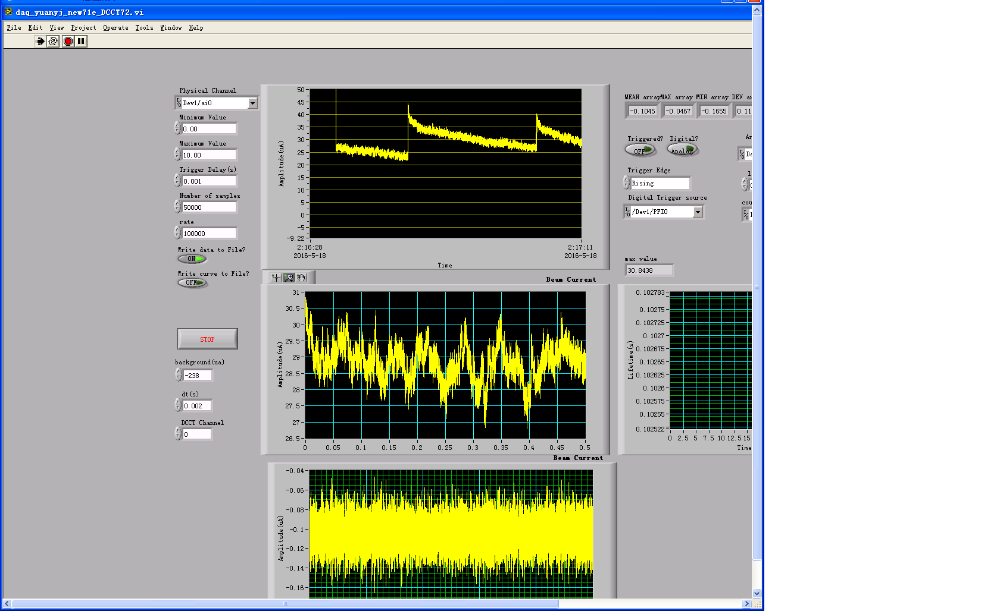 daq_yuanyj_new71e_DCCT72.vi
File Edit View Project Operate Tools Window Help
Physical Channel
Dev1/ai0
Minimum Value
0.00
Maximum Value
10.00
Trigger Delay(s)
0.001
Number of samples
50000
rate
100000
Write data to File?
ON
Write curve to File?
OFF
STOP
background(ua)
-238
dt(s)
0.002
DCCT Channel
0
Amplitude(uA)
50
45
40
35
30
25
20
15
10
5
0
-5
-9.22
2:16:28
2016-5-18
2:17:11
2016-5-18
Time
Beam Current
Amplitude(uA)
31
30.5
30
29.5
29
28.5
28
27.5
27
26.5
0 0.05 0.1 0.15 0.2 0.25 0.3 0.35 0.4 0.45 0.5
Beam Current
Amplitude(uA)
-0.04
-0.06
-0.08
-0.1
-0.12
-0.14
-0.16
MEAN array MAX array MIN array DEV ar
-0.1045 -0.0467 -0.1655 0.11
Triggered? Digital?
OFF Analog
Trigger Edge
Rising
Digital Trigger source
/Dev1/PFI0
An
De
cou
max value
30.8438
Lifetime(s)
0.102783
0.10275
0.102725
0.1027
0.102675
0.10265
0.102625
0.1026
0.102575
0.10255
0.102522
0 2.5 5 7.5 10 12.5 15
Time